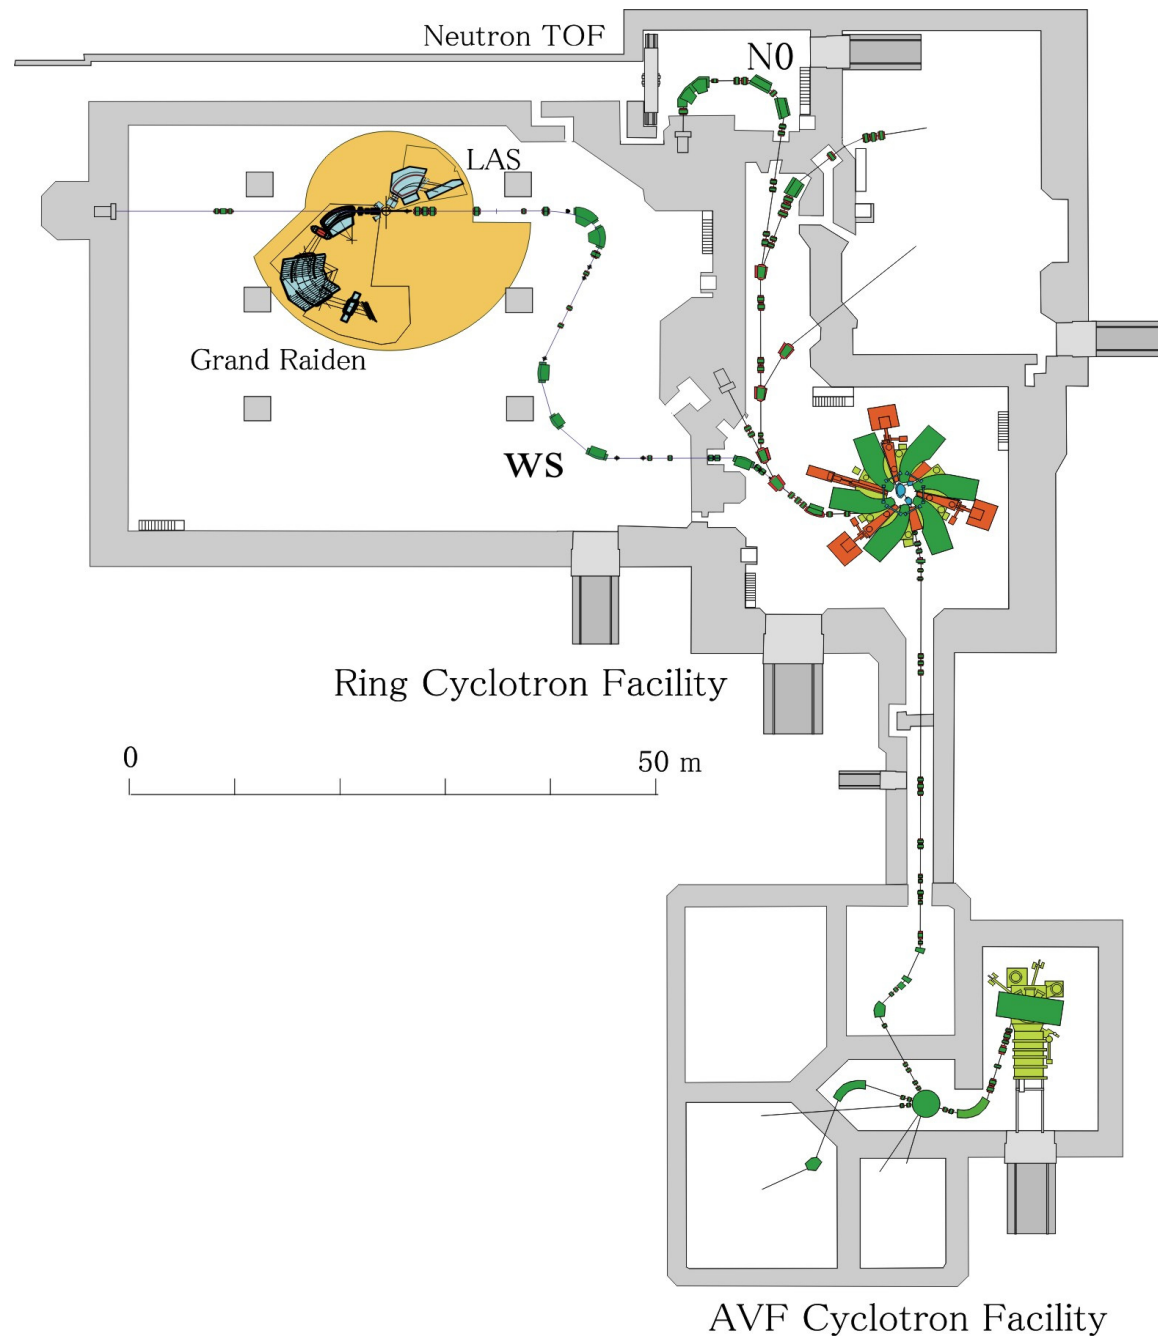 Neutron TOF
N0
LAS
Grand Raiden
WS
Ring Cyclotron Facility
0 50 m
AVF Cyclotron Facility